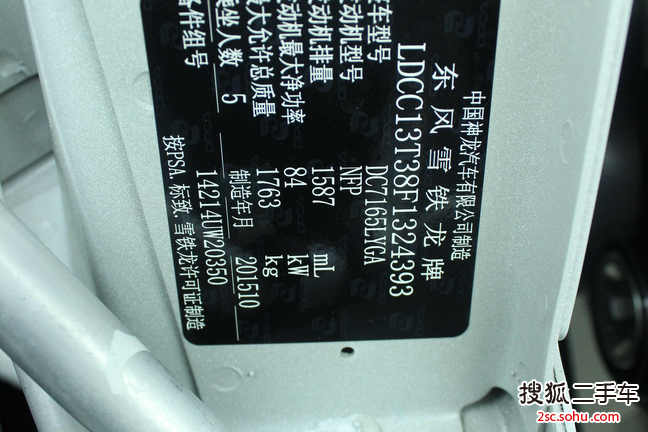 中国神龙汽车有限公司制造
东风雪铁龙牌
LDCC13T38F1324393
车型号 DC7165LYGA
发动机型号 NFP
发动机排量 1587 mL
发动机最大净功率 84 kW
最大允许总质量 1763 kg
乘坐人数 5 制造年月 201510
备件组号 14214UW20350
按PSA.标致.雪铁龙许可证制造
搜狐二手车
2sc.sohu.com